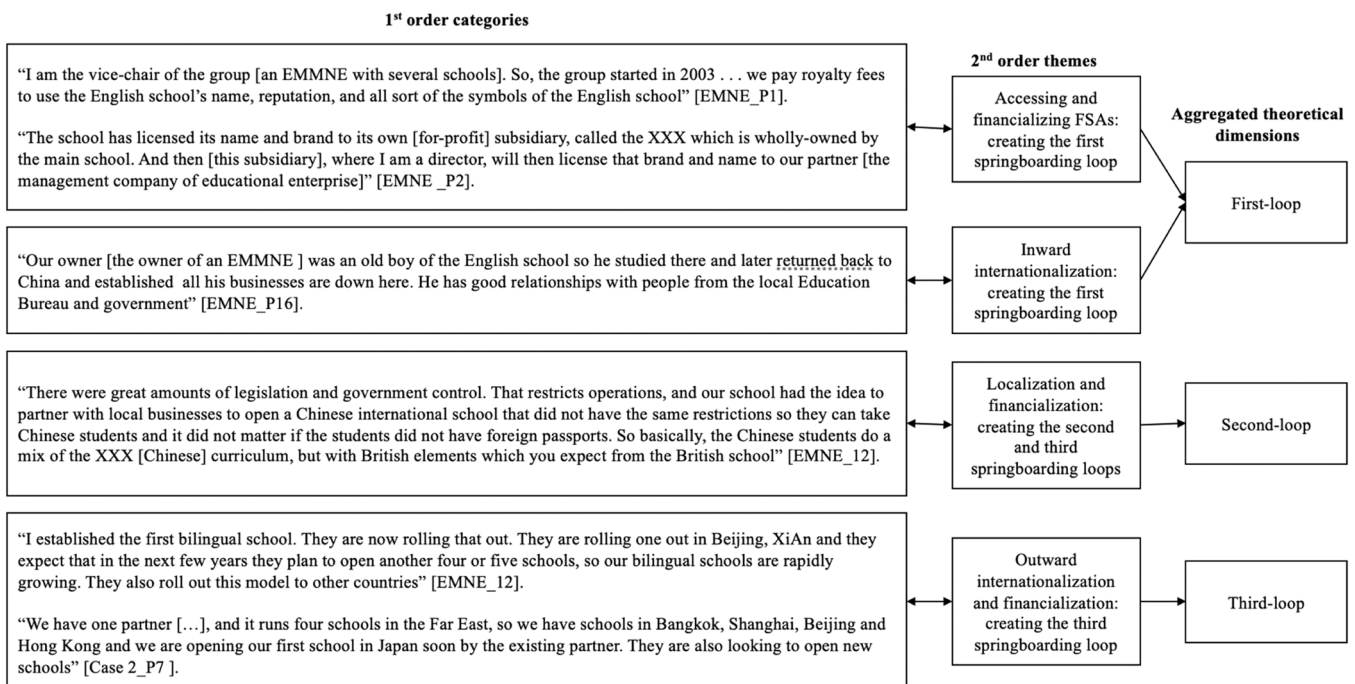 1st order categories
“I am the vice-chair of the group [an EMMNE with several schools]. So, the group started in 2003 . . . we pay royalty fees
to use the English school’s name, reputation, and all sort of the symbols of the English school” [EMNE_P1].
“The school has licensed its name and brand to its own [for-profit] subsidiary, called the XXX which is wholly-owned by
the main school. And then [this subsidiary], where I am a director, will then license that brand and name to our partner [the
management company of educational enterprise]” [EMNE _P2].
“Our owner [the owner of an EMMNE ] was an old boy of the English school so he studied there and later returned back to
China and established  all his businesses are down here. He has good relationships with people from the local Education
Bureau and government” [EMNE_P16].
“There were great amounts of legislation and government control. That restricts operations, and our school had the idea to
partner with local businesses to open a Chinese international school that did not have the same restrictions so they can take
Chinese students and it did not matter if the students did not have foreign passports. So basically, the Chinese students do a
mix of the XXX [Chinese] curriculum, but with British elements which you expect from the British school” [EMNE_12].
“I established the first bilingual school. They are now rolling that out. They are rolling one out in Beijing, XiAn and they
expect that in the next few years they plan to open another four or five schools, so our bilingual schools are rapidly
growing. They also roll out this model to other countries” [EMNE_12].
“We have one partner […], and it runs four schools in the Far East, so we have schools in Bangkok, Shanghai, Beijing and
Hong Kong and we are opening our first school in Japan soon by the existing partner. They are also looking to open new
schools” [Case 2_P7 ].
2nd order themes
Accessing and
financializing FSAs:
creating the first
springboarding loop
Inward
internationalization:
creating the first
springboarding loop
Localization and
financialization:
creating the second
and third
springboarding loops
Outward
internationalization
and financialization:
creating the third
springboarding loop
Aggregated theoretical
dimensions
First-loop
Second-loop
Third-loop